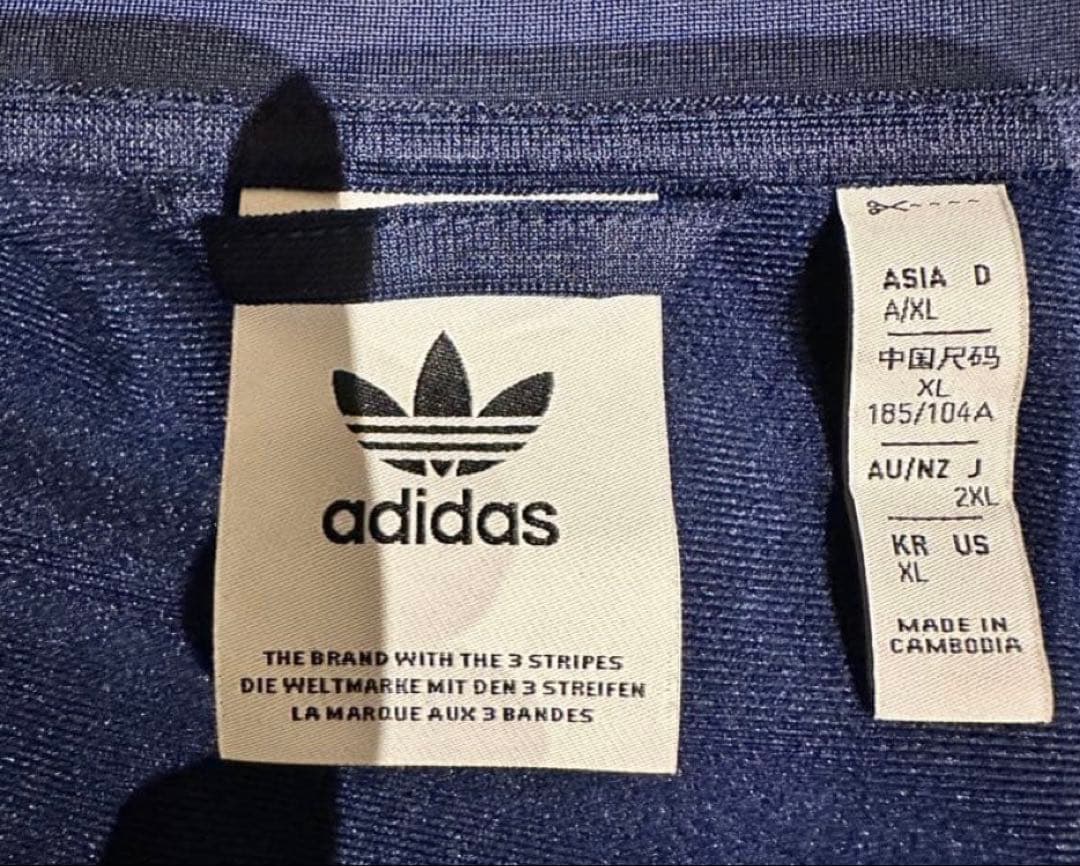 adidas
THE BRAND WITH THE 3 STRIPES
DIE WELTMARKE MIT DEN 3 STREIFEN
LA MARQUE AUX 3 BANDES
ASIA D
A/XL
中国尺码
XL
185/104A
AU/NZ J
2XL
KR US
XL
MADE IN
CAMBODIA